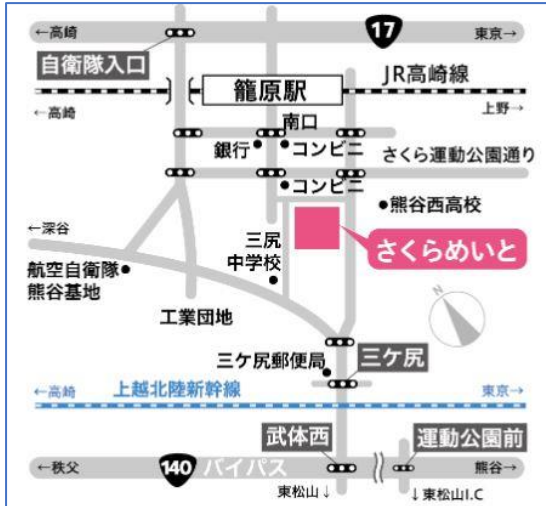 ←高崎
17
東京→
自衛隊入口
籠原駅
JR高崎線
←高崎
上野→
南口
銀行
コンビニ
さくら運動公園通り
コンビニ
熊谷西高校
←深谷
さくらめいと
三尻
中学校
航空自衛隊
熊谷基地
工業団地
N
三ケ尻郵便局
三ケ尻
←高崎
上越北陸新幹線
東京→
武体西
運動公園前
←秩父
140
バイパス
熊谷→
東松山↓
↓東松山I.C